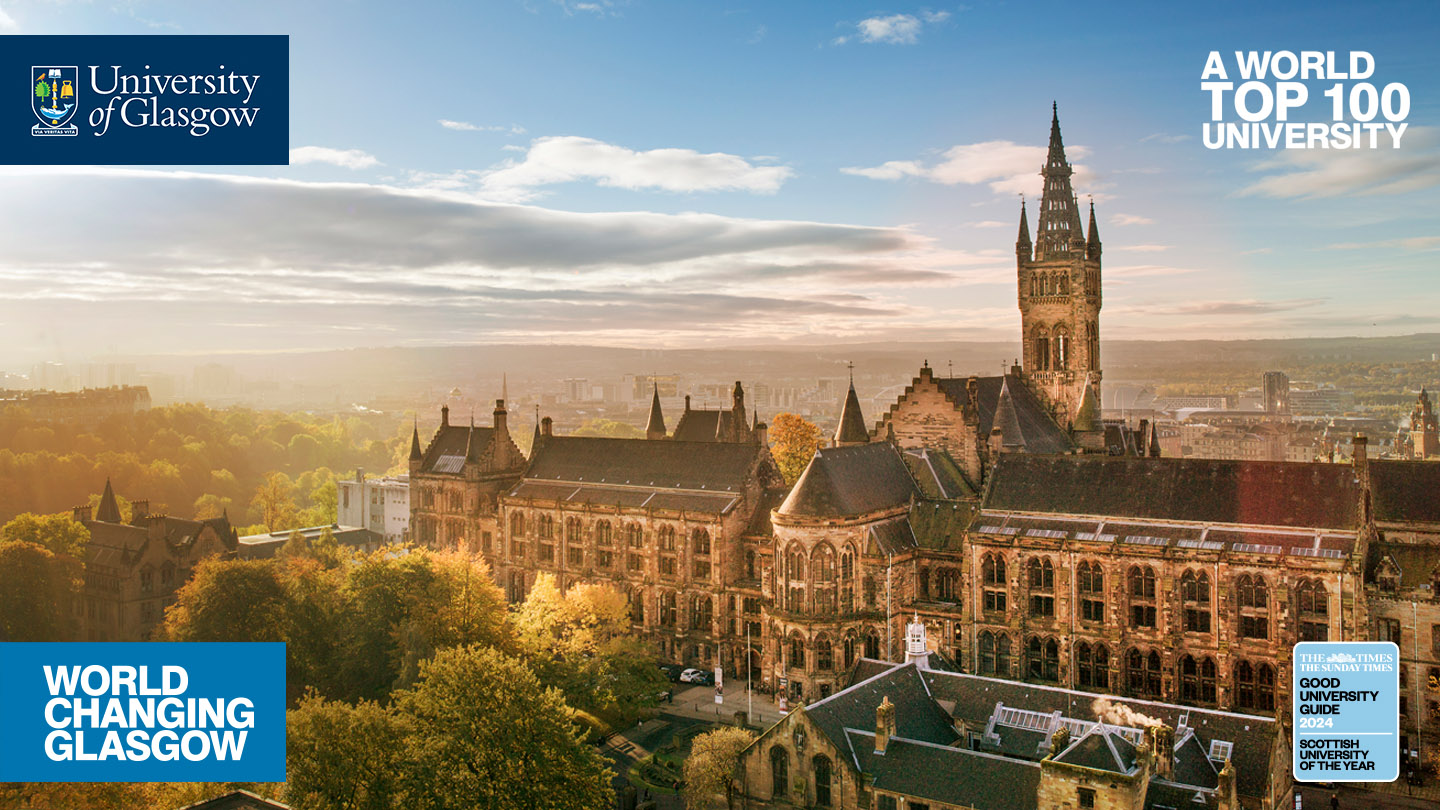 University
of Glasgow
VIA VERITAS VITA
A WORLD
TOP 100
UNIVERSITY
WORLD
CHANGING
GLASGOW
THE TIMES
THE SUNDAY TIMES
GOOD
UNIVERSITY
GUIDE
2024
SCOTTISH
UNIVERSITY
OF THE YEAR